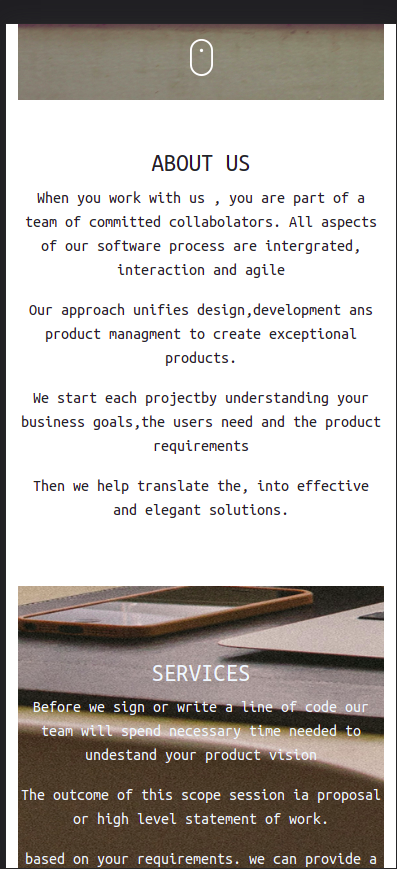 ABOUT US
When you work with us , you are part of a
team of committed collabolators. All aspects
of our software process are intergrated,
interaction and agile
Our approach unifies design,development ans
product managment to create exceptional
products.
We start each projectby understanding your
business goals,the users need and the product
requirements
Then we help translate the, into effective
and elegant solutions.
SERVICES
Before we sign or write a line of code our
team will spend necessary time needed to
undestand your product vision
The outcome of this scope session ia proposal
or high level statement of work.
based on your requirements. we can provide a